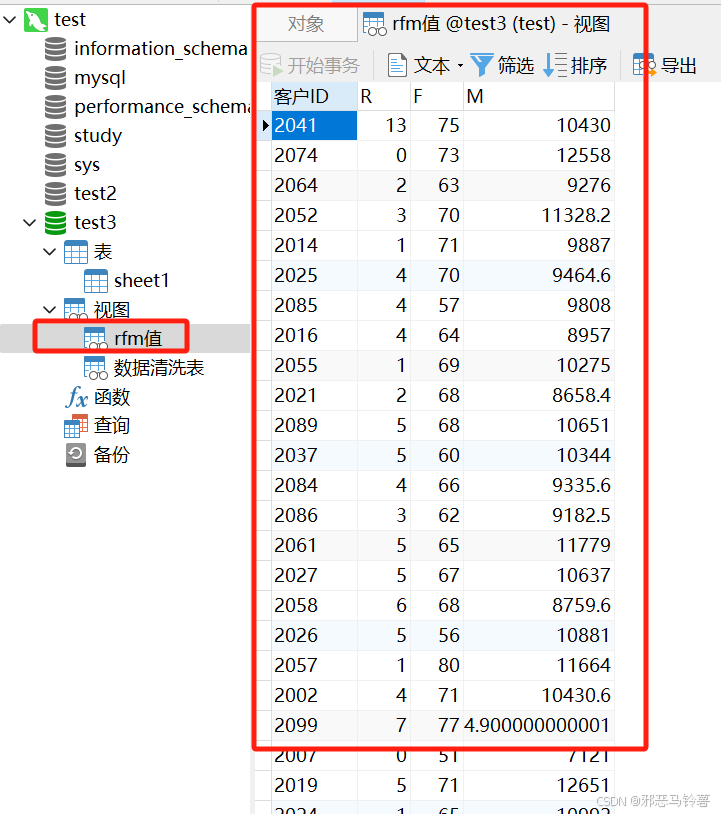 test
information_schema
mysql
performance_schema
study
sys
test2
test3
表
sheet1
视图
rfm值
数据清洗表
fx 函数
查询
备份
对象 rfm值 @test3 (test) - 视图
开始事务 文本 筛选 排序 导出
客户ID R F M
2041 13 75 10430
2074 0 73 12558
2064 2 63 9276
2052 3 70 11328.2
2014 1 71 9887
2025 4 70 9464.6
2085 4 57 9808
2016 4 64 8957
2055 1 69 10275
2021 2 68 8658.4
2089 5 68 10651
2037 5 60 10344
2084 4 66 9335.6
2086 3 62 9182.5
2061 5 65 11779
2027 5 67 10637
2058 6 68 8759.6
2026 5 56 10881
2057 1 80 11664
2002 4 71 10430.6
2099 7 77 4.900000000001
2007 0 51 7121
2019 5 71 12651
CSDN @邪恶马铃薯